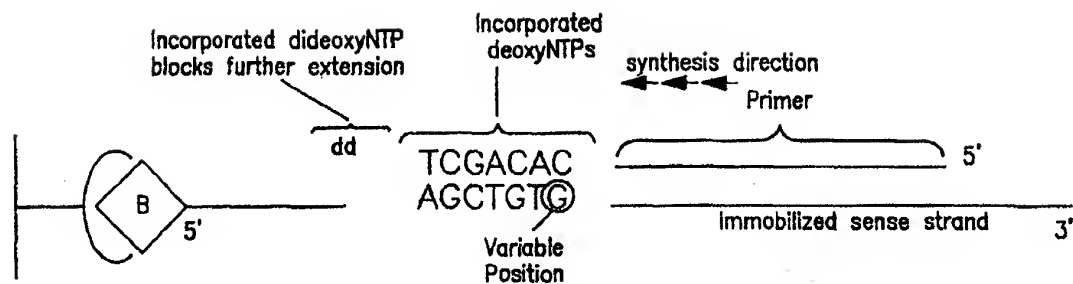 Incorporated dideoxyNTP
blocks further extension
Incorporated
deoxyNTPs
synthesis direction
Primer
dd
TCGACAC
5'
AGCTGTG
B
5'
Immobilized sense strand
3'
Variable
Position